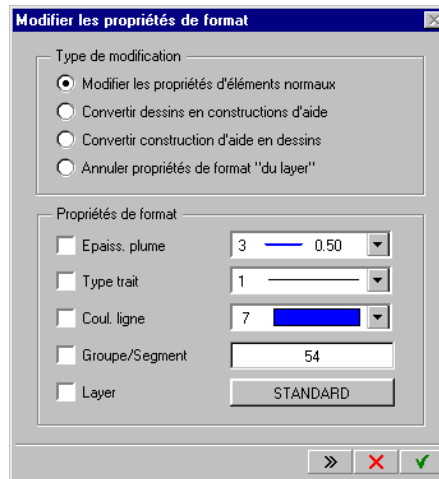 Modifier les propriétés de format
Type de modification
Modifier les propriétés d'éléments normaux
Convertir dessins en constructions d'aide
Convertir construction d'aide en dessins
Annuler propriétés de format "du layer"
Propriétés de format
Epaiss. plume 3 0.50
Type trait 1
Coul. ligne 7
Groupe/Segment 54
Layer STANDARD